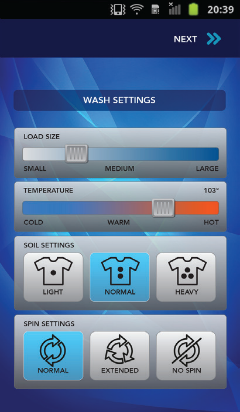 20:39
NEXT
WASH SETTINGS
LOAD SIZE
SMALL MEDIUM LARGE
TEMPERATURE 103°
COLD WARM HOT
SOIL SETTINGS
LIGHT NORMAL HEAVY
SPIN SETTINGS
NORMAL EXTENDED NO SPIN